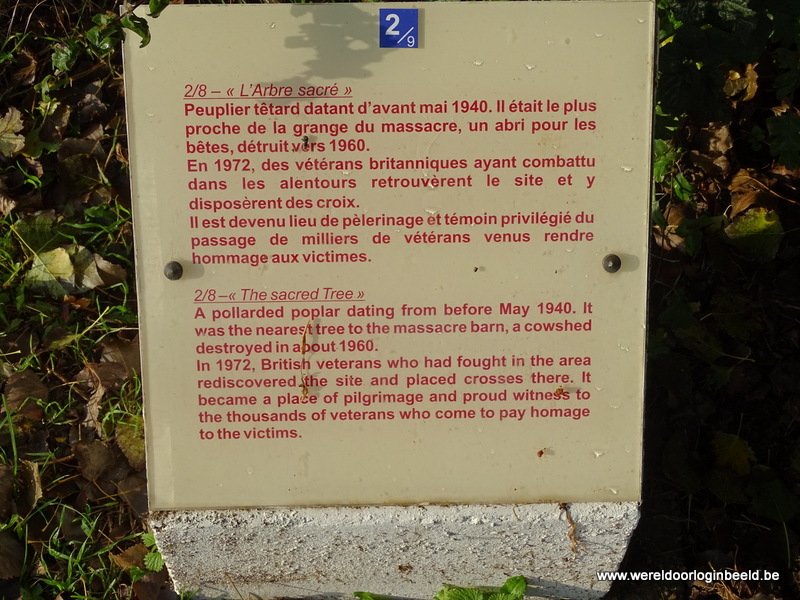 2/9
2/8 – « L’Arbre sacré »
Peuplier têtard datant d’avant mai 1940. Il était le plus
proche de la grange du massacre, un abri pour les
bêtes, détruit vers 1960.
En 1972, des vétérans britanniques ayant combattu
dans les alentours retrouvèrent le site et y
disposèrent des croix.
Il est devenu lieu de pèlerinage et témoin privilégié du
passage de milliers de vétérans venus rendre
hommage aux victimes.
2/8 – « The sacred Tree »
A pollarded poplar dating from before May 1940. It
was the nearest tree to the massacre barn, a cowshed
destroyed in about 1960.
In 1972, British veterans who had fought in the area
rediscovered the site and placed crosses there. It
became a place of pilgrimage and proud witness to
the thousands of veterans who come to pay homage
to the victims.
www.wereldoorloginbeeld.be